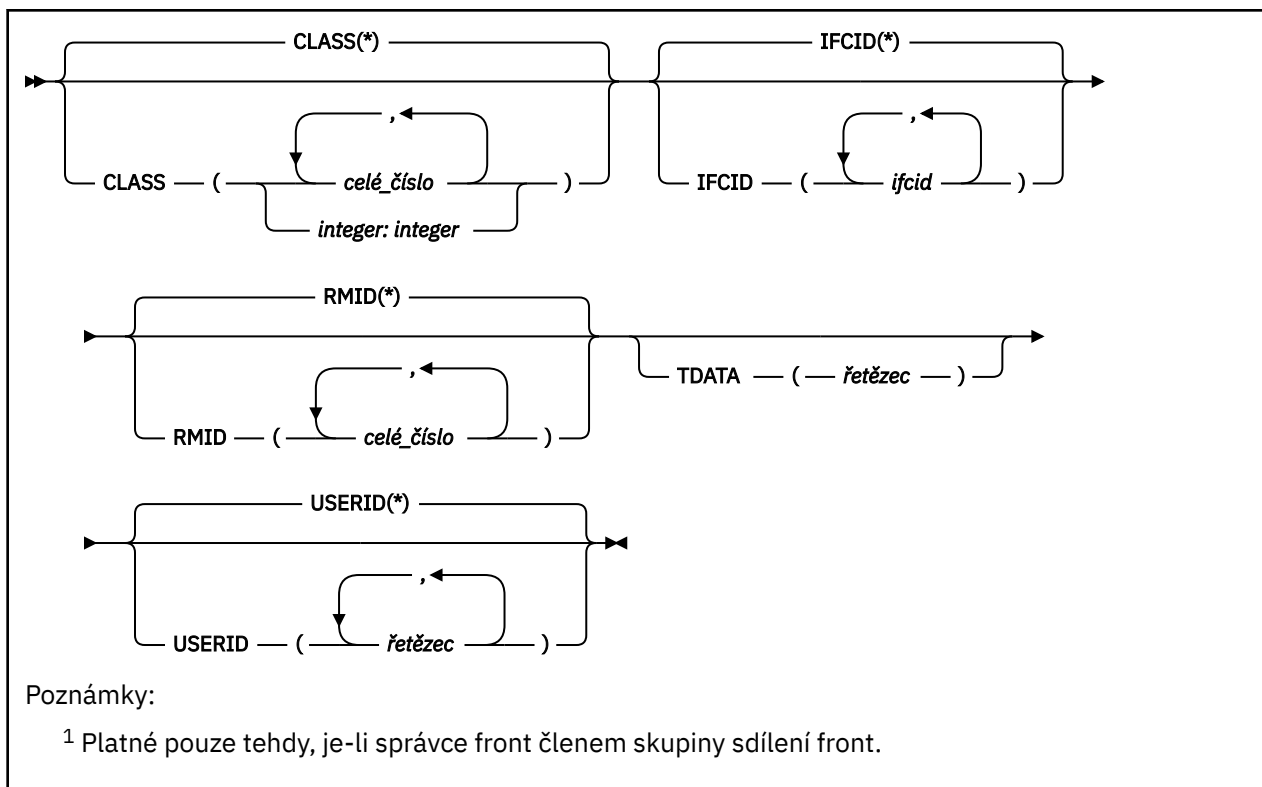 CLASS(*) IFCID(*)
, ,
CLASS ( celé_číslo ) IFCID ( ifcid )
integer: integer
RMID(*)
,
TDATA ( řetězec )
RMID ( celé_číslo )
USERID(*)
,
USERID ( řetězec )
Poznámky:
1 Platné pouze tehdy, je-li správce front členem skupiny sdílení front.